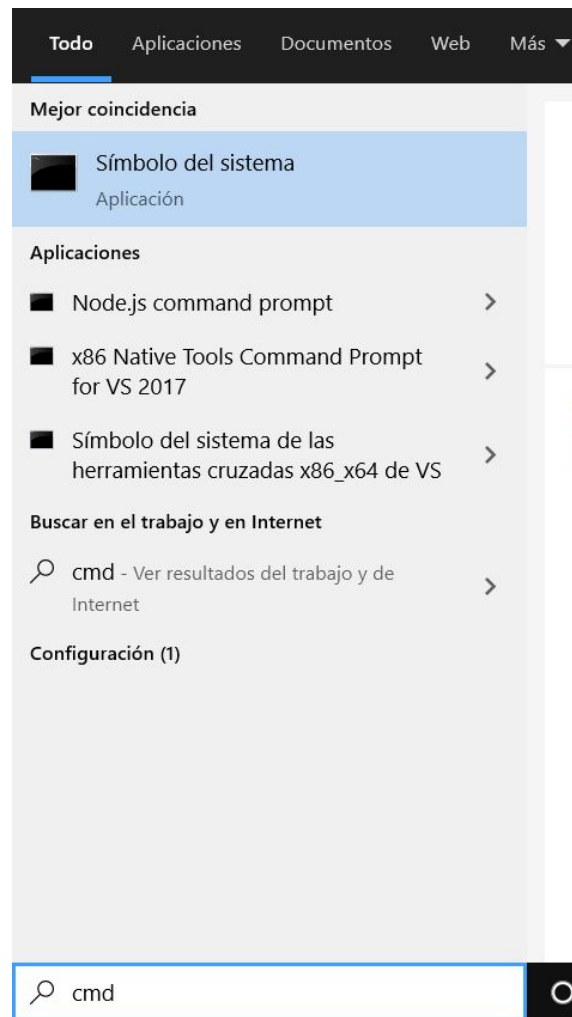 Todo Aplicaciones Documentos Web Más
Mejor coincidencia
Símbolo del sistema
Aplicación
Aplicaciones
Node.js command prompt
x86 Native Tools Command Prompt
for VS 2017
Símbolo del sistema de las
herramientas cruzadas x86_x64 de VS
Buscar en el trabajo y en Internet
cmd - Ver resultados del trabajo y de
Internet
Configuración (1)
cmd